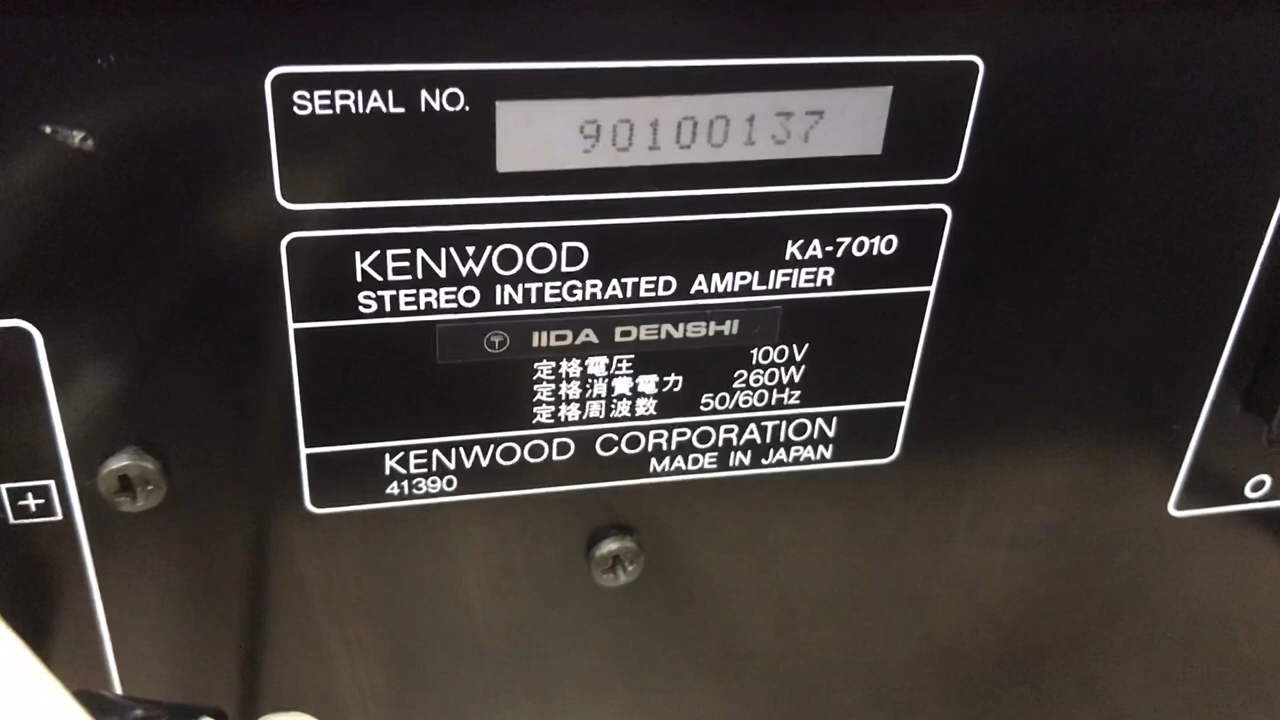 SERIAL NO. 90100137
KENWOOD KA-7010
STEREO INTEGRATED AMPLIFIER
〒 IIDA DENSHI
定格電圧 100V
定格消費電力 260W
定格周波数 50/60Hz
KENWOOD CORPORATION
41390 MADE IN JAPAN
+